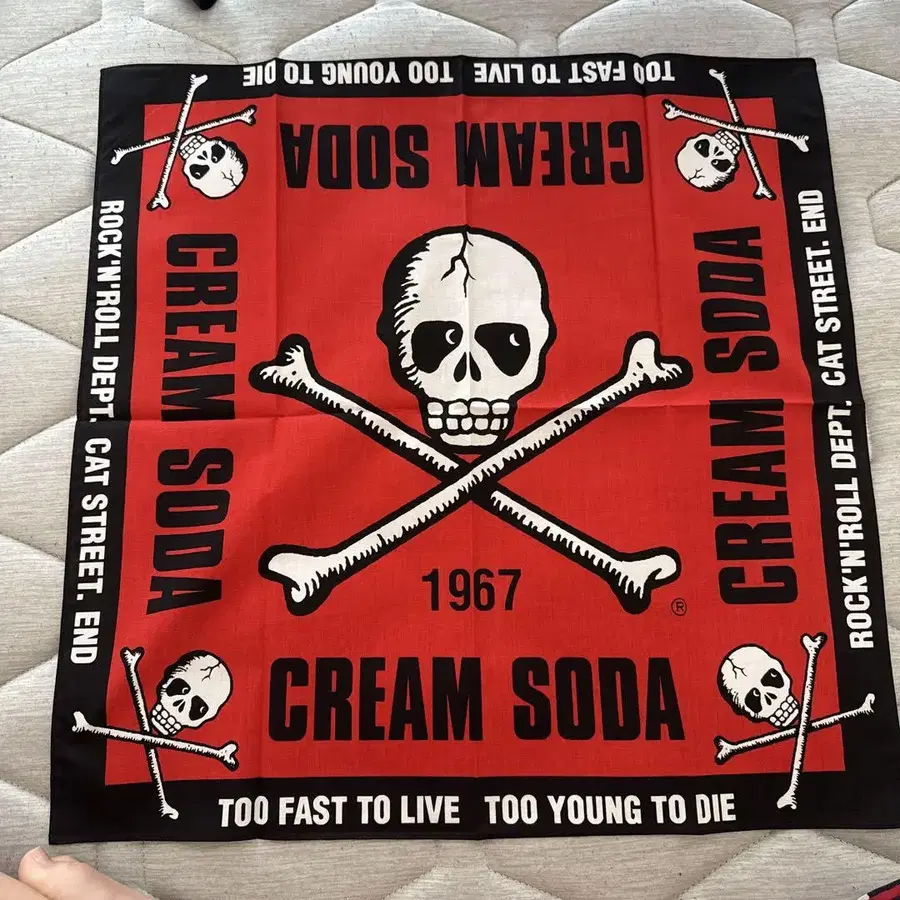 TOO FAST TO LIVE TOO YOUNG TO DIE
CREAM SODA
ROCK'N'ROLL DEPT. CAT STREET. END
CREAM SODA
CREAM SODA
ROCK'N'ROLL DEPT. CAT STREET. END
1967
®
CREAM SODA
TOO FAST TO LIVE TOO YOUNG TO DIE